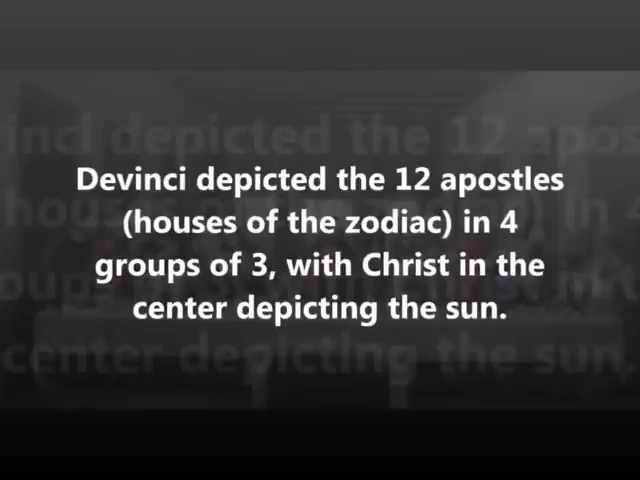 Devinci depicted the 12 apostles
(houses of the zodiac) in 4
groups of 3, with Christ in the
center depicting the sun.